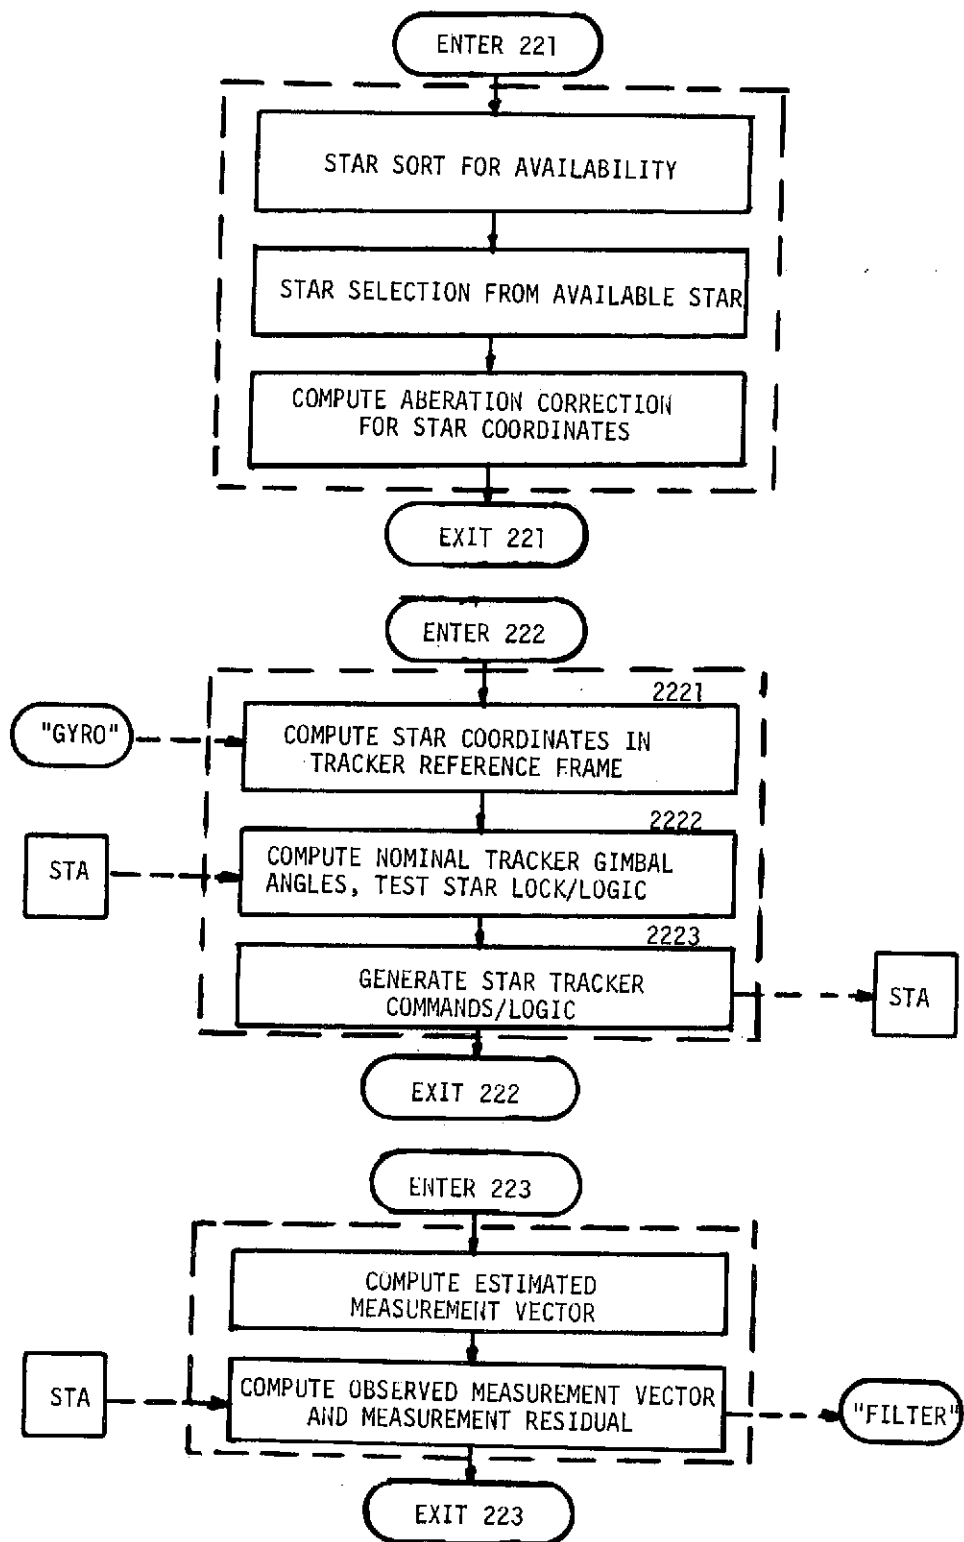 ENTER 221
STAR SORT FOR AVAILABILITY
STAR SELECTION FROM AVAILABLE STAR
COMPUTE ABERATION CORRECTION
FOR STAR COORDINATES
EXIT 221
ENTER 222
2221
"GYRO"
COMPUTE STAR COORDINATES IN
TRACKER REFERENCE FRAME
2222
STA
COMPUTE NOMINAL TRACKER GIMBAL
ANGLES, TEST STAR LOCK/LOGIC
2223
GENERATE STAR TRACKER
COMMANDS/LOGIC
STA
EXIT 222
ENTER 223
COMPUTE ESTIMATED
MEASUREMENT VECTOR
STA
COMPUTE OBSERVED MEASUREMENT VECTOR
AND MEASUREMENT RESIDUAL
"FILTER"
EXIT 223